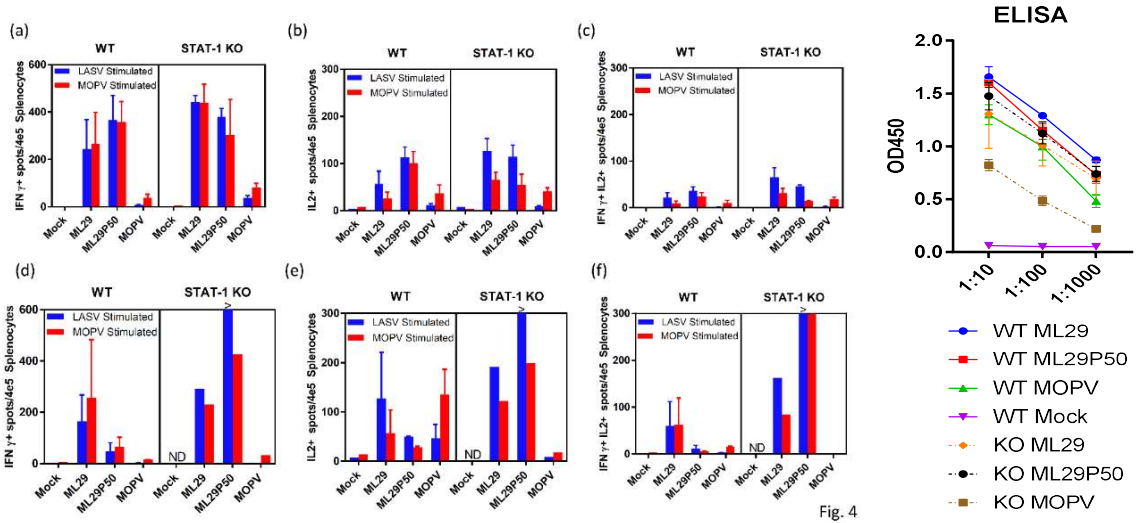 (a)
WT
STAT-1 KO
LASV Stimulated
MOPV Stimulated
IFN γ+ spots/4e5 Splenocytes
600
400
200
0
Mock
ML29
ML29P50
MOPV
Mock
ML29
ML29P50
MOPV
(b)
WT
STAT-1 KO
LASV Stimulated
MOPV Stimulated
IL2+ spots/4e5 Splenocytes
300
200
100
0
Mock
ML29
ML29P50
MOPV
Mock
ML29
ML29P50
MOPV
(c)
WT
STAT-1 KO
LASV Stimulated
MOPV Stimulated
IFN γ+ IL2+ spots/4e5 Splenocytes
300
200
100
0
Mock
ML29
ML29P50
MOPV
Mock
ML29
ML29P50
MOPV
ELISA
OD450
2.0
1.5
1.0
0.5
0.0
1:10
1:100
1:1000
WT ML29
WT ML29P50
WT MOPV
WT Mock
KO ML29
KO ML29P50
KO MOPV
(d)
WT
STAT-1 KO
>
LASV Stimulated
MOPV Stimulated
IFN γ+ spots/4e5 Splenocytes
600
400
200
0
ND
Mock
ML29
ML29P50
MOPV
Mock
ML29
ML29P50
MOPV
(e)
WT
STAT-1 KO
>
LASV Stimulated
MOPV Stimulated
IL2+ spots/4e5 Splenocytes
300
200
100
0
ND
Mock
ML29
ML29P50
MOPV
Mock
ML29
ML29P50
MOPV
(f)
WT
STAT-1 KO
>
LASV Stimulated
MOPV Stimulated
IFN γ+ IL2+ spots/4e5 Splenocytes
300
200
100
0
ND
Mock
ML29
ML29P50
MOPV
Mock
ML29
ML29P50
MOPV
Fig. 4